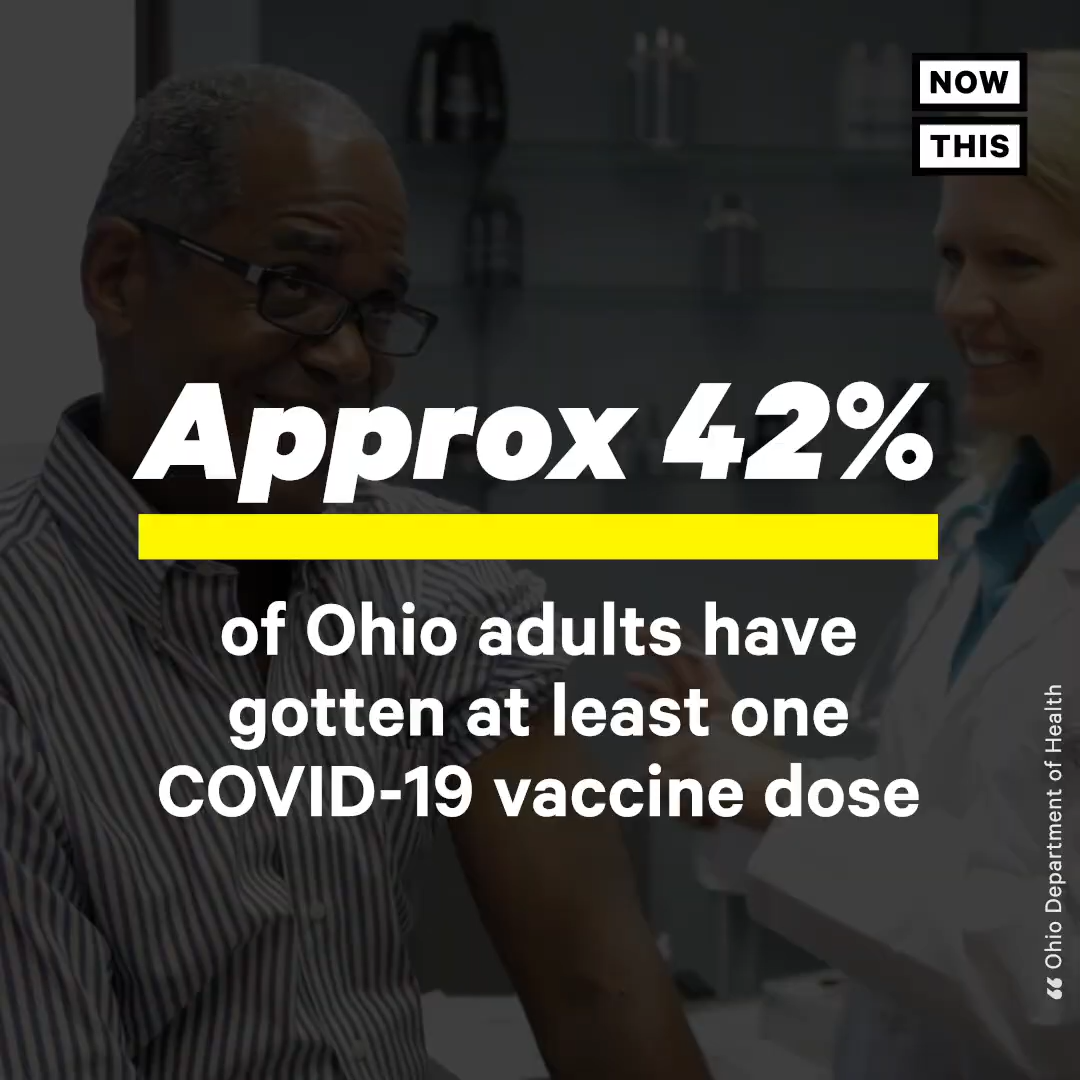 NOW
THIS
Approx 42%
of Ohio adults have
gotten at least one
COVID-19 vaccine dose
❝ Ohio Department of Health